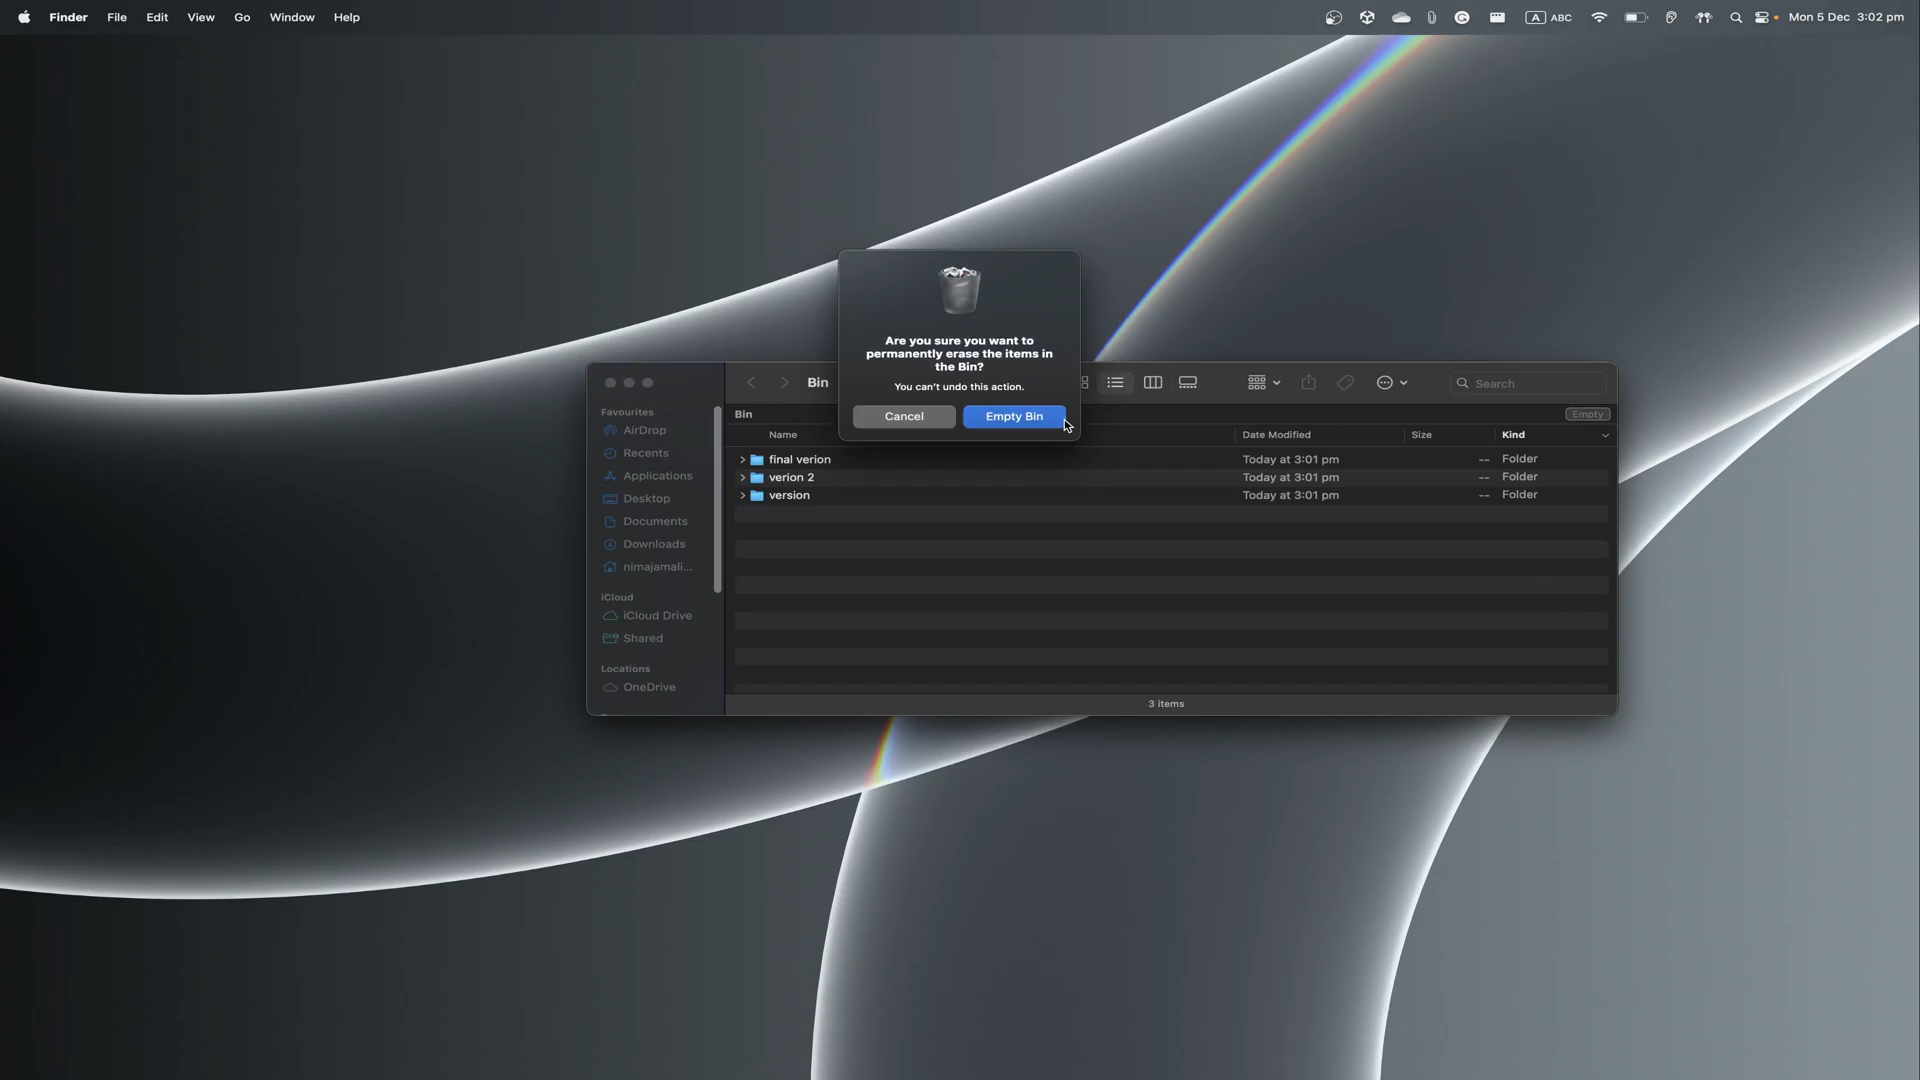 Finder File Edit View Go Window Help
A ABC Mon 5 Dec 3:02 pm
Are you sure you want to
permanently erase the items in
the Bin?
You can't undo this action.
Cancel Empty Bin
Bin
Search
Favourites
AirDrop
Recents
Applications
Desktop
Documents
Downloads
nimajamali...
iCloud
iCloud Drive
Shared
Locations
OneDrive
Bin Empty
Name Date Modified Size Kind
final verion Today at 3:01 pm -- Folder
verion 2 Today at 3:01 pm -- Folder
version Today at 3:01 pm -- Folder
3 items